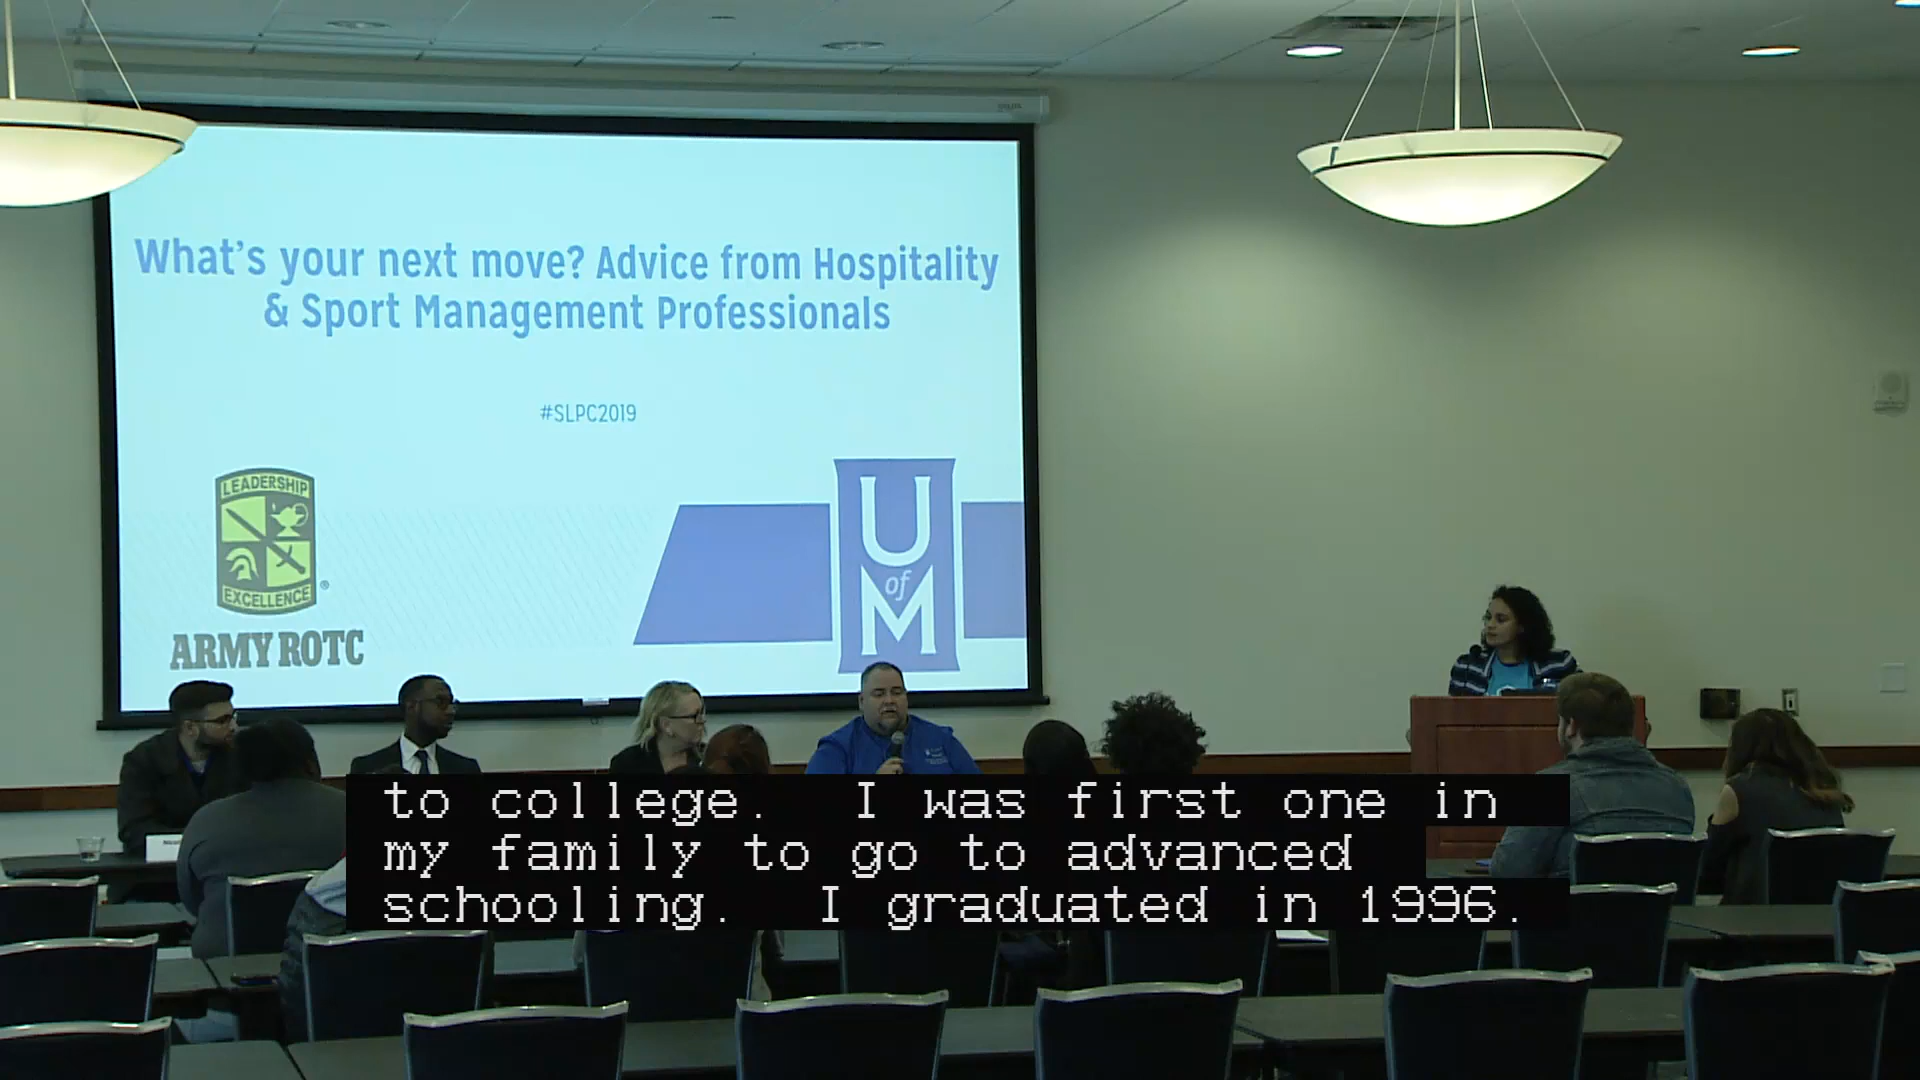 What's your next move? Advice from Hospitality
& Sport Management Professionals
#SLPC2019
LEADERSHIP
EXCELLENCE
®
ARMY ROTC
U
of
M
to college.  I was first one in
my family to go to advanced
schooling.  I graduated in 1996.